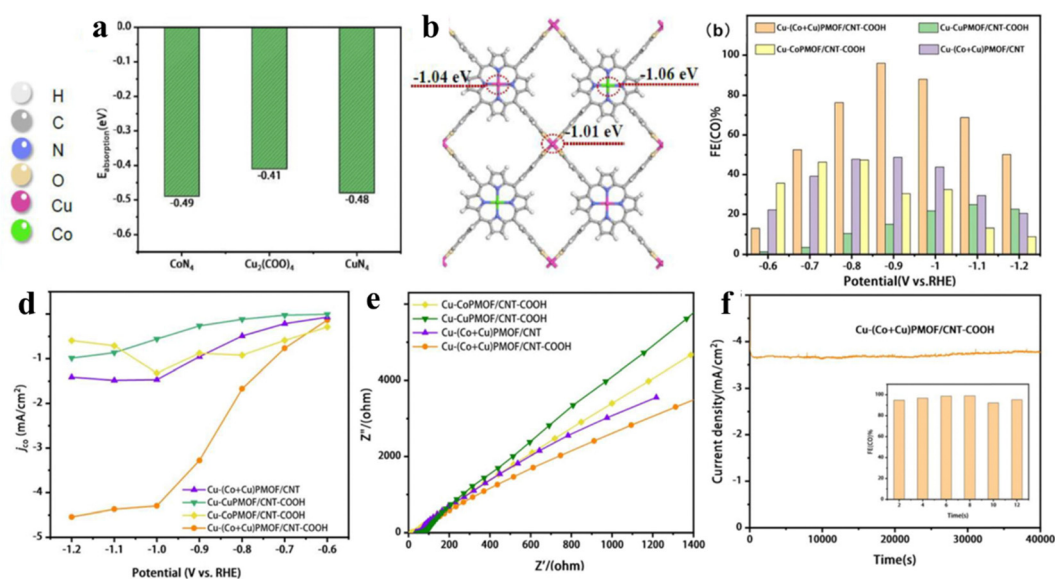 H
C
N
O
Cu
Co
a
E absorption(eV)
0.0
-0.1
-0.2
-0.3
-0.4
-0.5
-0.6
-0.49
-0.41
-0.48
CoN4
Cu2(COO)4
CuN4
b
-1.04 eV
-1.06 eV
-1.01 eV
(b)
Cu-(Co+Cu)PMOF/CNT-COOH
Cu-CuPMOF/CNT-COOH
Cu-CoPMOF/CNT-COOH
Cu-(Co+Cu)PMOF/CNT
FE(CO)%
100
80
60
40
20
0
-0.6 -0.7 -0.8 -0.9 -1 -1.1 -1.2
Potential(V vs.RHE)
d
jco (mA/cm2)
-1
-2
-3
-4
-5
Cu-(Co+Cu)PMOF/CNT
Cu-CuPMOF/CNT-COOH
Cu-CoPMOF/CNT-COOH
Cu-(Co+Cu)PMOF/CNT-COOH
-1.2 -1.1 -1.0 -0.9 -0.8 -0.7 -0.6
Potential (V vs. RHE)
e
Cu-CoPMOF/CNT-COOH
Cu-CuPMOF/CNT-COOH
Cu-(Co+Cu)PMOF/CNT
Cu-(Co+Cu)PMOF/CNT-COOH
Z''/(ohm)
4000
2000
0
0 200 400 600 800 1000 1200 1400
Z'/(ohm)
f
Cu-(Co+Cu)PMOF/CNT-COOH
Current density(mA/cm2)
-4
-3
-2
-1
0
FE(CO)%
100
80
60
40
20
0
2 4 6 8 10 12
Time(s)
0 10000 20000 30000 40000
Time(s)